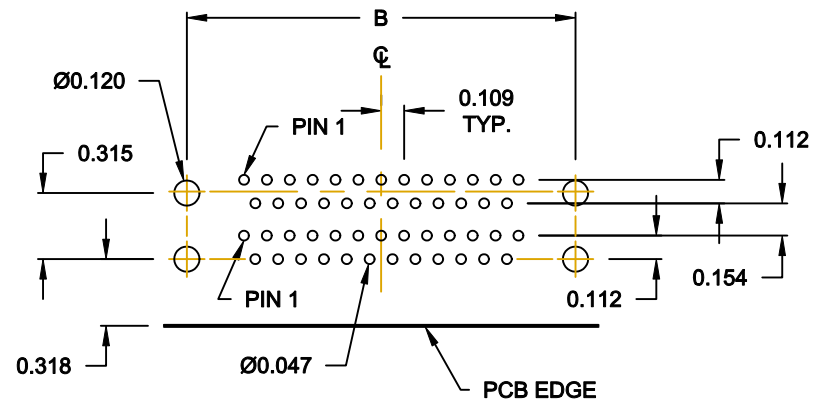 B
℄
Ø0.120
0.109
TYP.
PIN 1
0.112
0.315
0.154
PIN 1
0.112
0.318
Ø0.047
PCB EDGE